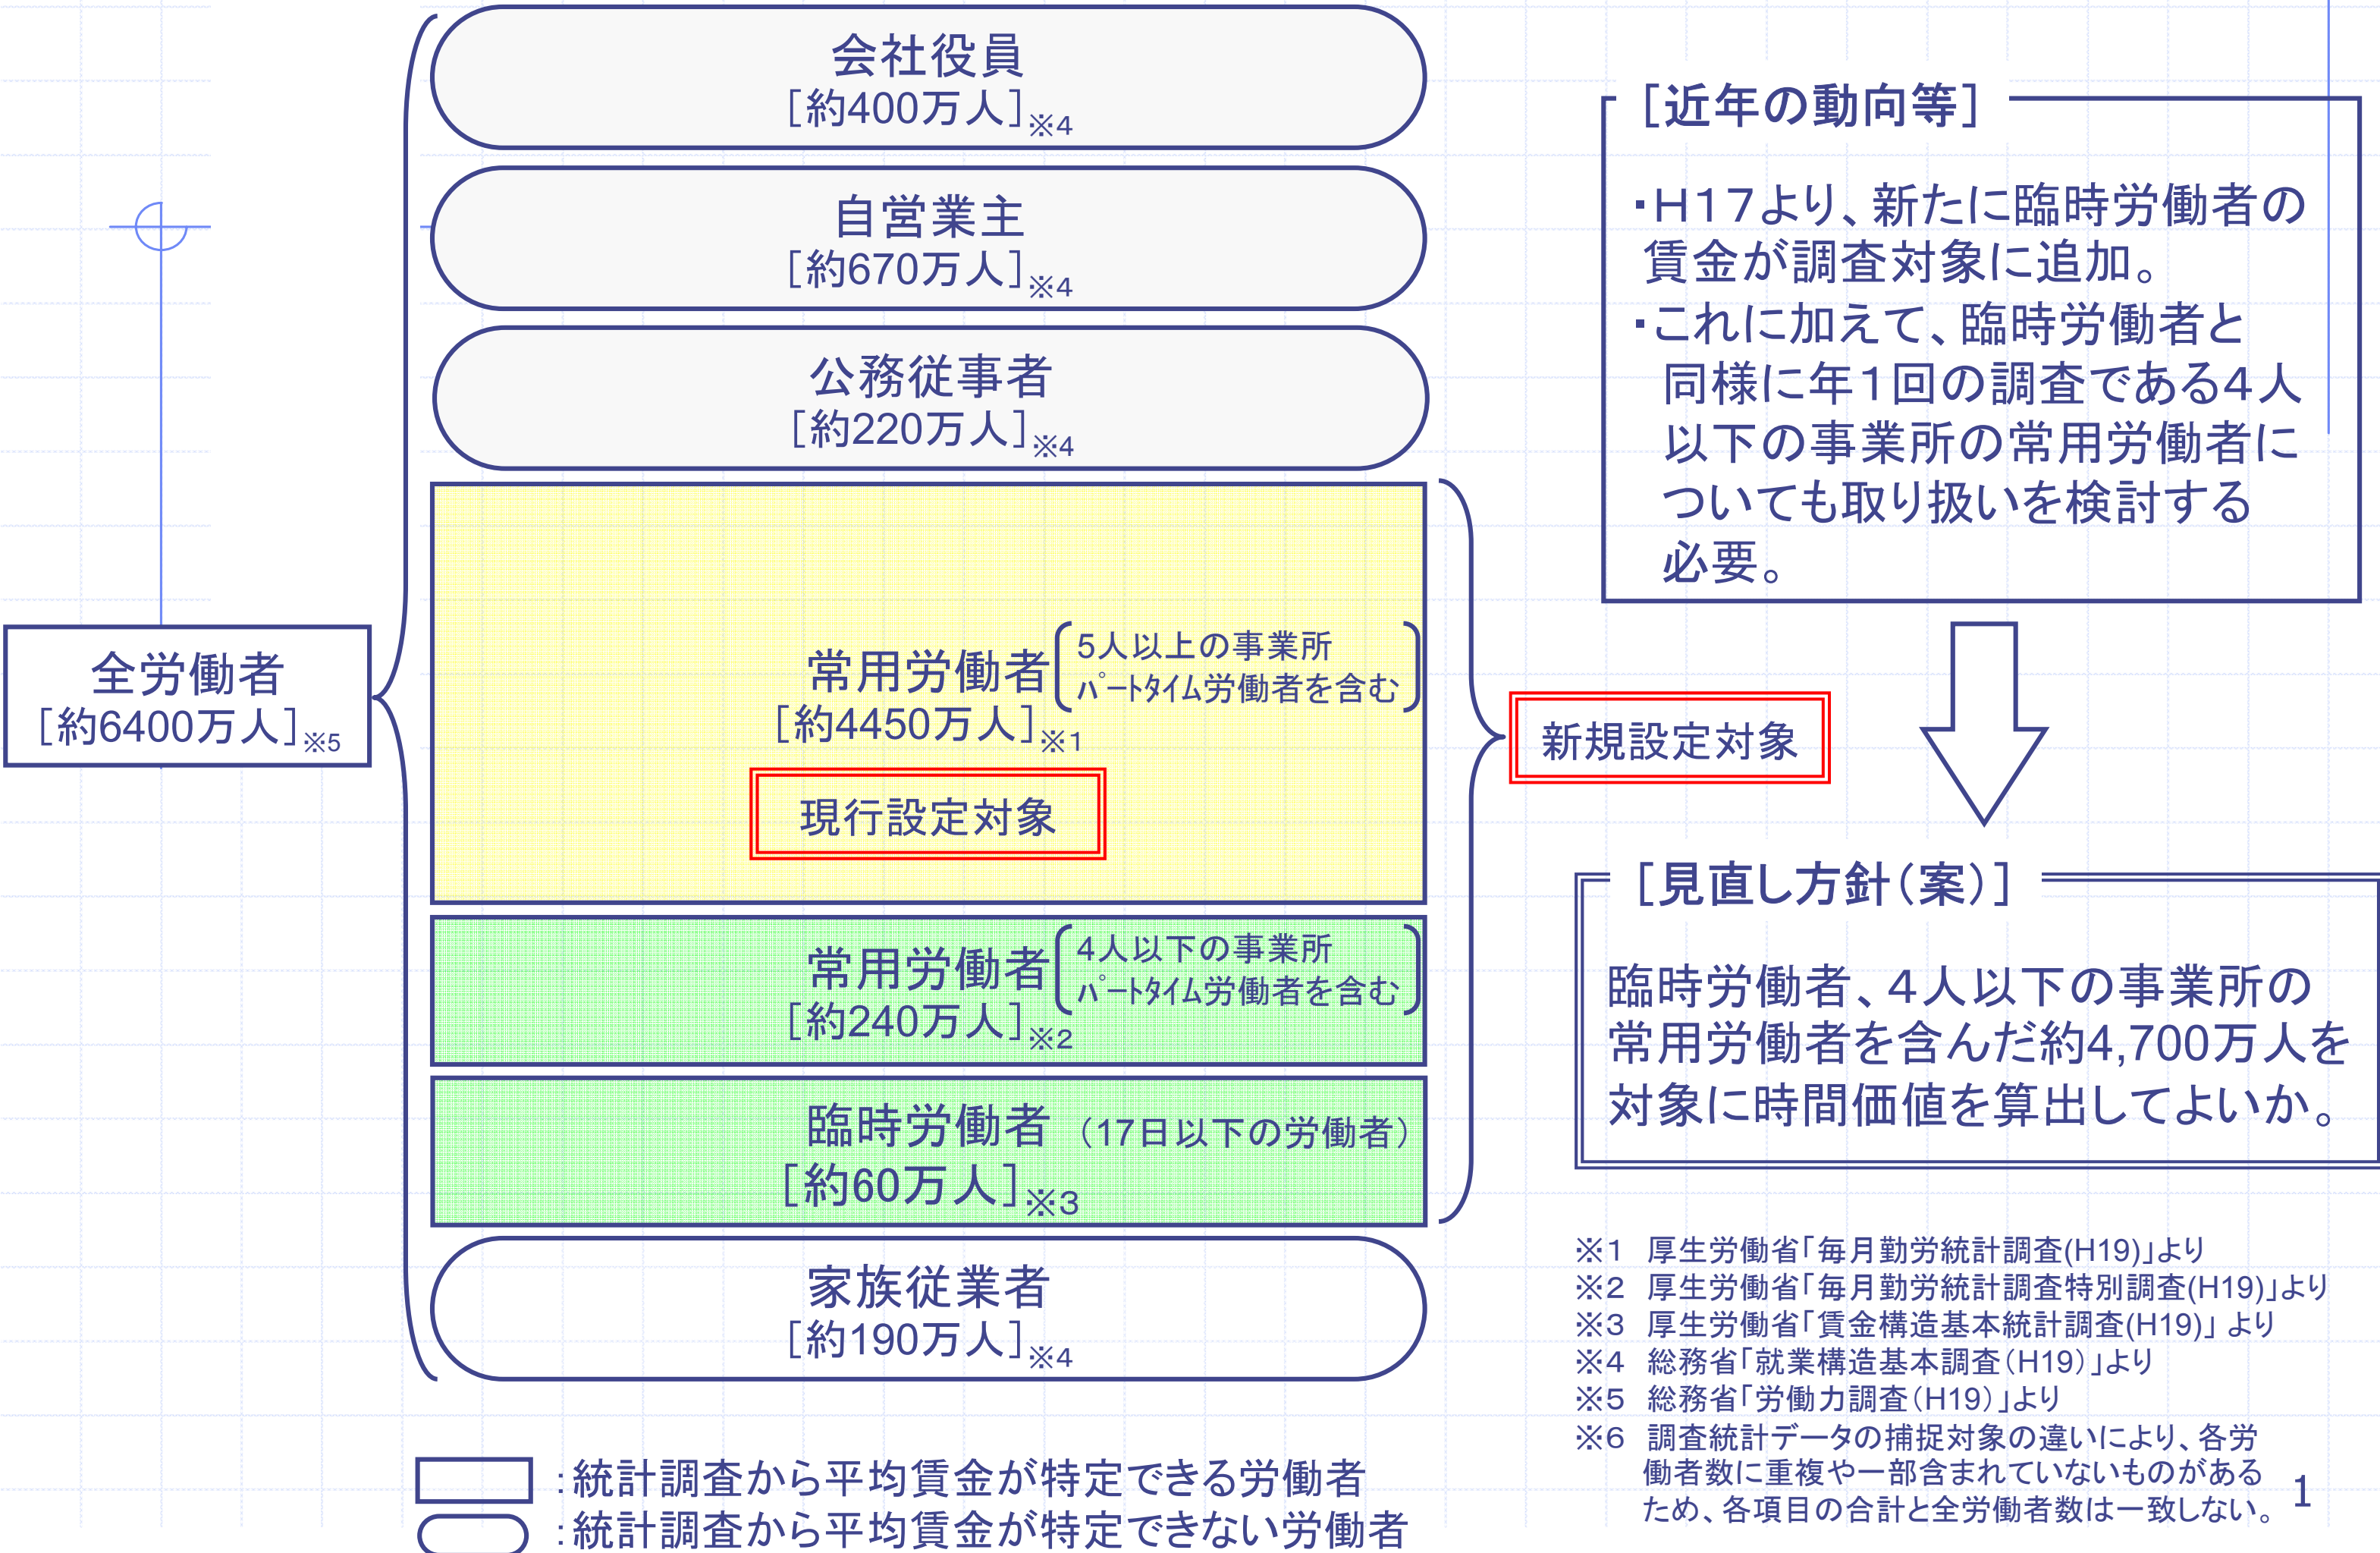 会社役員
［約400万人］※4
自営業主
［約670万人］※4
公務従事者
［約220万人］※4
全労働者
［約6400万人］※5
常用労働者
5人以上の事業所
ﾊﾟｰﾄﾀｲﾑ労働者を含む
［約4450万人］※1
現行設定対象
常用労働者
4人以下の事業所
ﾊﾟｰﾄﾀｲﾑ労働者を含む
［約240万人］※2
臨時労働者（17日以下の労働者）
［約60万人］※3
家族従業者
［約190万人］※4
新規設定対象
：統計調査から平均賃金が特定できる労働者
：統計調査から平均賃金が特定できない労働者
［近年の動向等］
・H１７より、新たに臨時労働者の
賃金が調査対象に追加。
・これに加えて、臨時労働者と
同様に年１回の調査である４人
以下の事業所の常用労働者に
ついても取り扱いを検討する
必要。
［見直し方針（案）］
臨時労働者、４人以下の事業所の
常用労働者を含んだ約4,700万人を
対象に時間価値を算出してよいか。
※1　厚生労働省「毎月勤労統計調査(H19)」より
※2　厚生労働省「毎月勤労統計調査特別調査(H19)」より
※3　厚生労働省「賃金構造基本統計調査(H19)」 より
※4　総務省「就業構造基本調査（H19）」より
※5　総務省「労働力調査（H19）」より
※6　調査統計データの捕捉対象の違いにより、各労
働者数に重複や一部含まれていないものがある
ため、各項目の合計と全労働者数は一致しない。
1